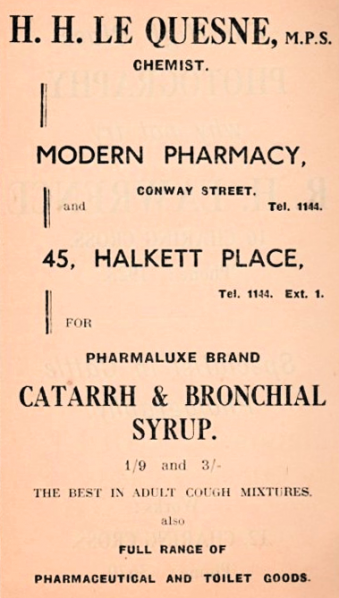 H. H. LE QUESNE, M.P.S.
CHEMIST.
MODERN PHARMACY,
CONWAY STREET.
and Tel. 1144.
45, HALKETT PLACE,
Tel. 1144. Ext. 1.
FOR
PHARMALUXE BRAND
CATARRH & BRONCHIAL
SYRUP.
1/9 and 3/-
THE BEST IN ADULT COUGH MIXTURES.
also
FULL RANGE OF
PHARMACEUTICAL AND TOILET GOODS.